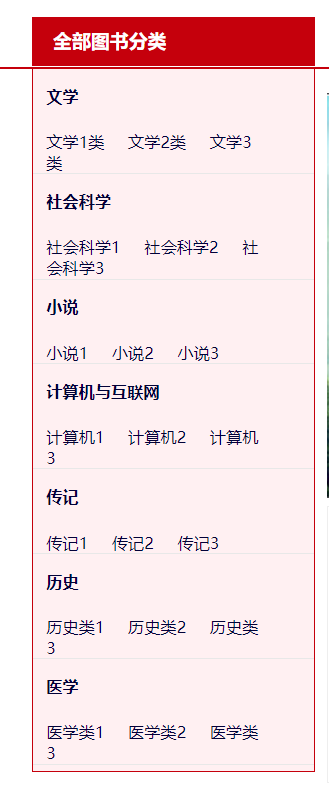 全部图书分类
文学
文学1类 文学2类 文学3
类
社会科学
社会科学1 社会科学2 社
会科学3
小说
小说1 小说2 小说3
计算机与互联网
计算机1 计算机2 计算机
3
传记
传记1 传记2 传记3
历史
历史类1 历史类2 历史类
3
医学
医学类1 医学类2 医学类
3